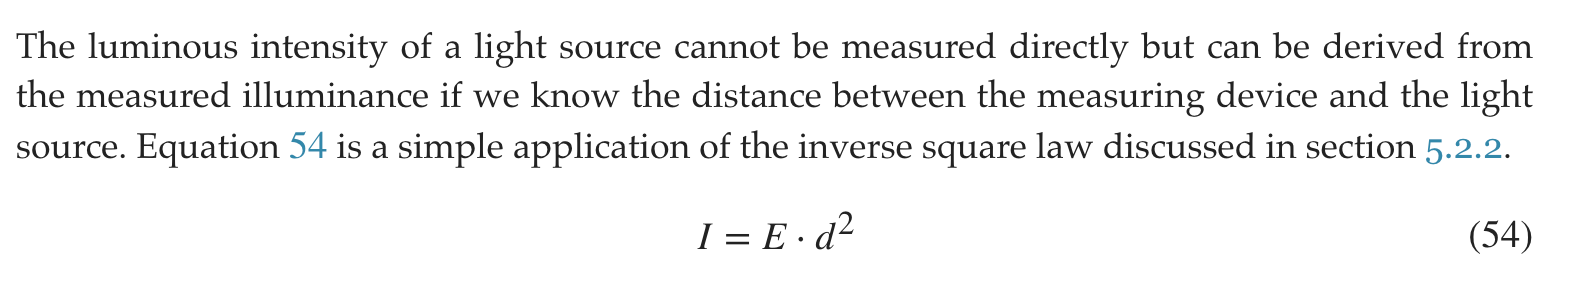 The luminous intensity of a light source cannot be measured directly but can be derived from
the measured illuminance if we know the distance between the measuring device and the light
source. Equation 54 is a simple application of the inverse square law discussed in section 5.2.2.
I = E · d² (54)